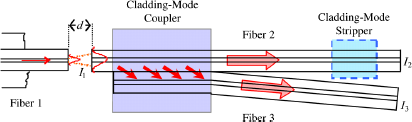 Cladding-Mode
Coupler
Cladding-Mode
Stripper
d
Fiber 2
I₁
I₂
Fiber 1
I₃
Fiber 3